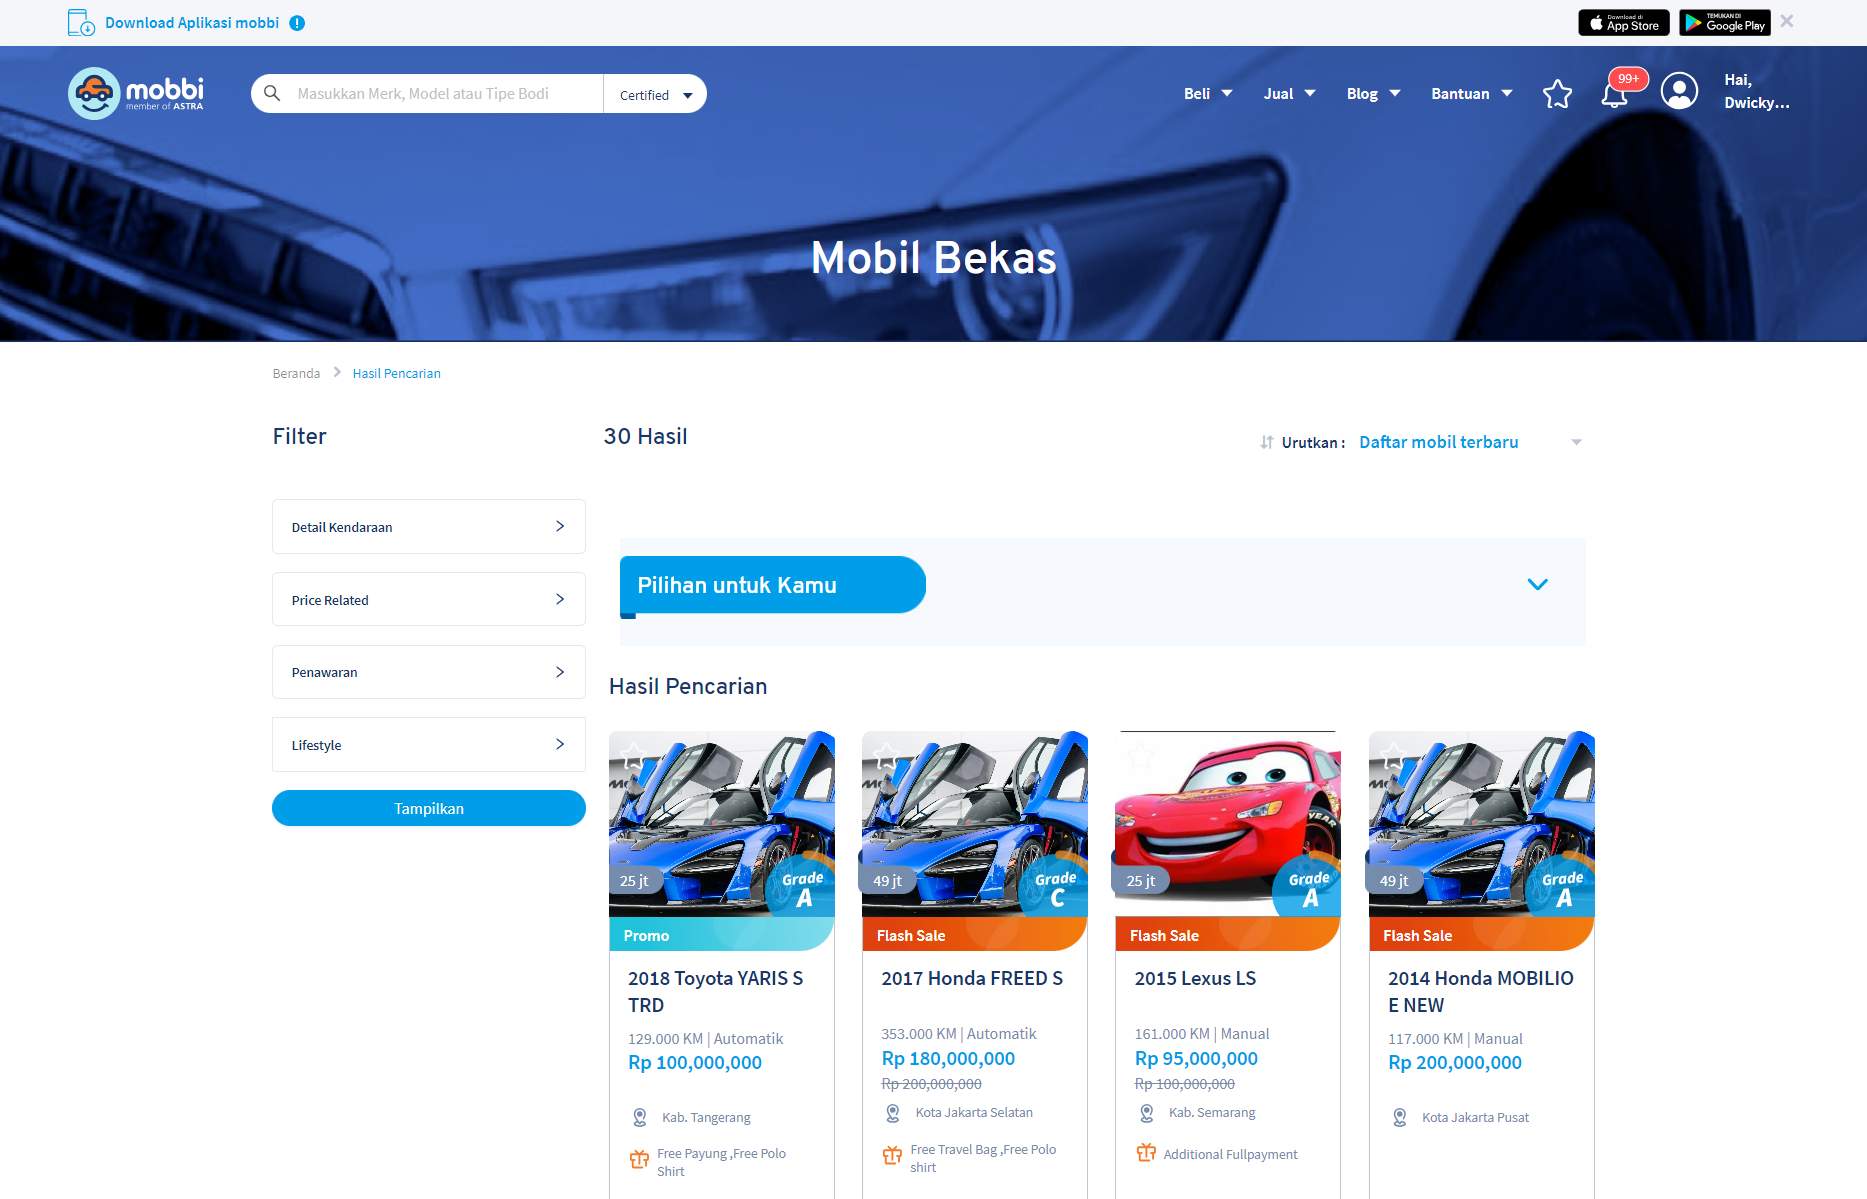 Download Aplikasi mobbi
Download di
App Store
TEMUKAN DI
Google Play
mobbi
member of ASTRA
Masukkan Merk, Model atau Tipe Bodi
Certified
Beli
Jual
Blog
Bantuan
99+
Hai,
Dwicky...
Mobil Bekas
Beranda
Hasil Pencarian
Filter
30 Hasil
Urutkan :
Daftar mobil terbaru
Detail Kendaraan
Price Related
Penawaran
Lifestyle
Tampilkan
Pilihan untuk Kamu
Hasil Pencarian
25 jt
Grade
A
Promo
2018 Toyota YARIS S
TRD
129.000 KM | Automatik
Rp 100,000,000
Kab. Tangerang
Free Payung ,Free Polo
Shirt
49 jt
Grade
C
Flash Sale
2017 Honda FREED S
353.000 KM | Automatik
Rp 180,000,000
Rp 200,000,000
Kota Jakarta Selatan
Free Travel Bag ,Free Polo
shirt
25 jt
Grade
A
Flash Sale
2015 Lexus LS
161.000 KM | Manual
Rp 95,000,000
Rp 100,000,000
Kab. Semarang
Additional Fullpayment
49 jt
Grade
A
Flash Sale
2014 Honda MOBILIO
E NEW
117.000 KM | Manual
Rp 200,000,000
Kota Jakarta Pusat